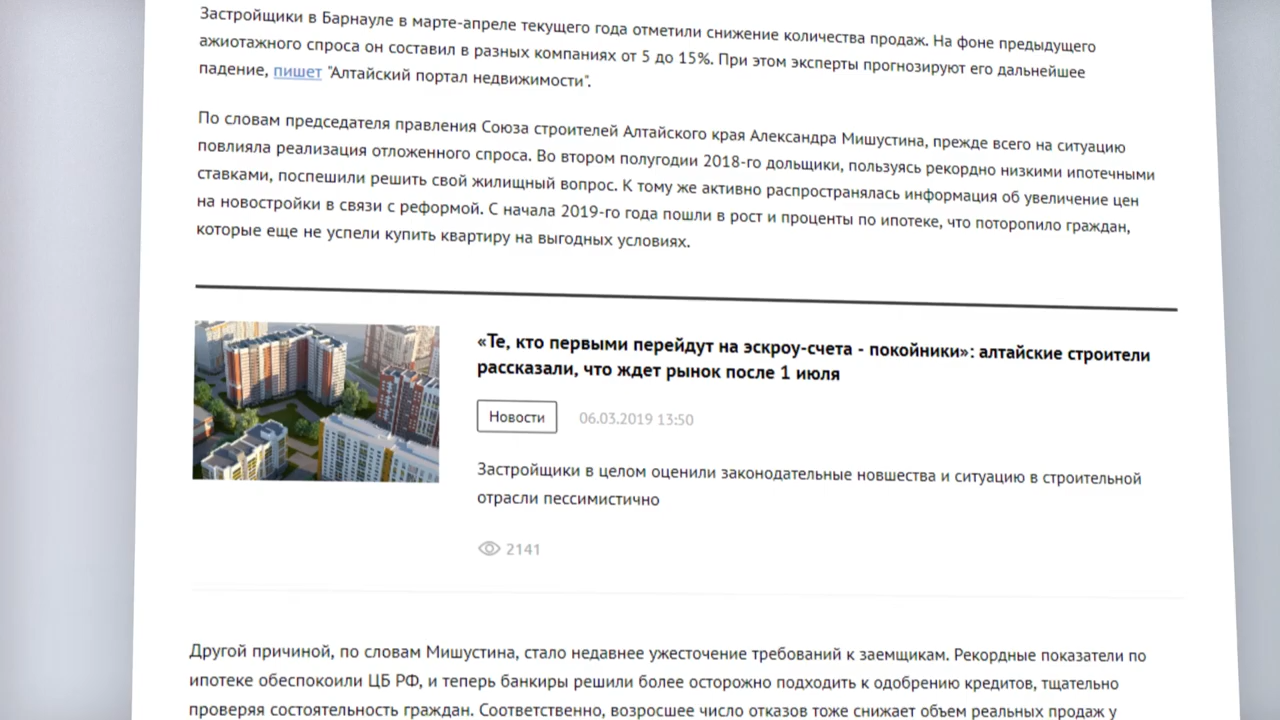 Застройщики в Барнауле в марте-апреле текущего года отметили снижение количества продаж. На фоне предыдущего
ажиотажного спроса он составил в разных компаниях от 5 до 15%. При этом эксперты прогнозируют его дальнейшее
падение, пишет "Алтайский портал недвижимости".
По словам председателя правления Союза строителей Алтайского края Александра Мишустина, прежде всего на ситуацию
повлияла реализация отложенного спроса. Во втором полугодии 2018-го дольщики, пользуясь рекордно низкими ипотечными
ставками, поспешили решить свой жилищный вопрос. К тому же активно распространялась информация об увеличение цен
на новостройки в связи с реформой. С начала 2019-го года пошли в рост и проценты по ипотеке, что поторопило граждан,
которые еще не успели купить квартиру на выгодных условиях.
«Те, кто первыми перейдут на эскроу-счета - покойники»: алтайские строители
рассказали, что ждет рынок после 1 июля
Новости 06.03.2019 13:50
Застройщики в целом оценили законодательные новшества и ситуацию в строительной
отрасли пессимистично
2141
Другой причиной, по словам Мишустина, стало недавнее ужесточение требований к заемщикам. Рекордные показатели по
ипотеке обеспокоили ЦБ РФ, и теперь банкиры решили более осторожно подходить к одобрению кредитов, тщательно
проверяя состоятельность граждан. Соответственно, возросшее число отказов тоже снижает объем реальных продаж у